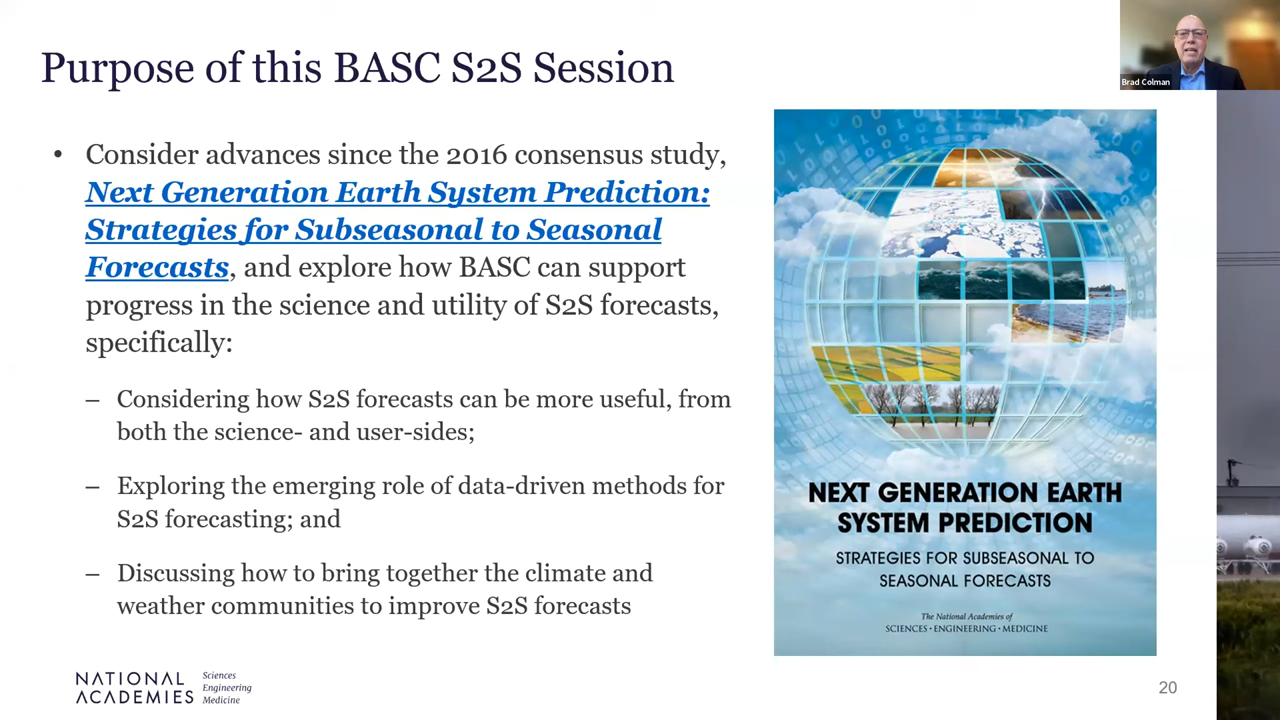 Purpose of this BASC S2S Session
Brad Colman
• Consider advances since the 2016 consensus study,
Next Generation Earth System Prediction:
Strategies for Subseasonal to Seasonal
Forecasts, and explore how BASC can support
progress in the science and utility of S2S forecasts,
specifically:
– Considering how S2S forecasts can be more useful, from
both the science- and user-sides;
– Exploring the emerging role of data-driven methods for
S2S forecasting; and
– Discussing how to bring together the climate and
weather communities to improve S2S forecasts
NEXT GENERATION EARTH
SYSTEM PREDICTION
STRATEGIES FOR SUBSEASONAL TO
SEASONAL FORECASTS
The National Academies of
SCIENCES • ENGINEERING • MEDICINE
NATIONAL
ACADEMIES
Sciences
Engineering
Medicine
20